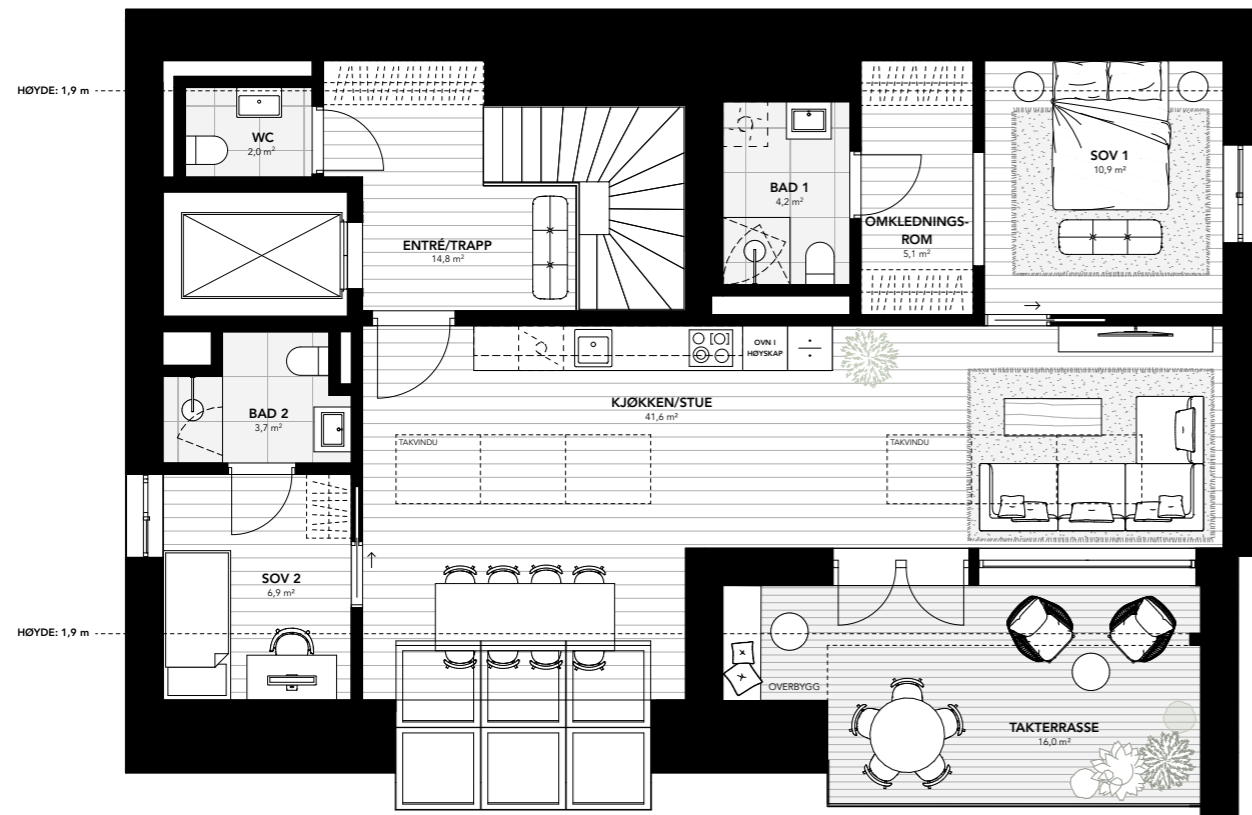 HØYDE: 1,9 m
WC
2,0 m²
SOV 1
10,9 m²
BAD 1
4,2 m²
OMKLEDNINGS-
ROM
5,1 m²
ENTRÉ/TRAPP
14,8 m²
OVN I
HØYSKAP
KJØKKEN/STUE
41,6 m²
BAD 2
3,7 m²
TAKVINDU
TAKVINDU
SOV 2
6,9 m²
HØYDE: 1,9 m
OVERBYGG
TAKTERRASSE
16,0 m²